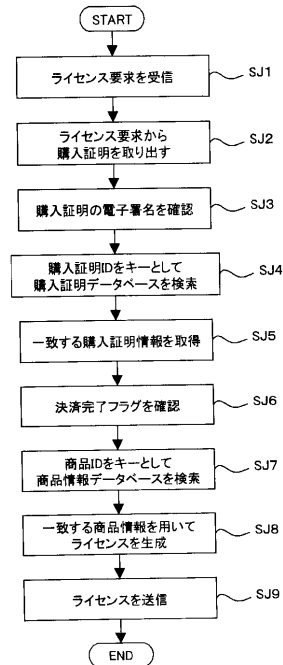 START
ライセンス要求を受信
SJ1
ライセンス要求から
購入証明を取り出す
SJ2
購入証明の電子署名を確認
SJ3
購入証明IDをキーとして
購入証明データベースを検索
SJ4
一致する購入証明情報を取得
SJ5
決済完了フラグを確認
SJ6
商品IDをキーとして
商品情報データベースを検索
SJ7
一致する商品情報を用いて
ライセンスを生成
SJ8
ライセンスを送信
SJ9
END